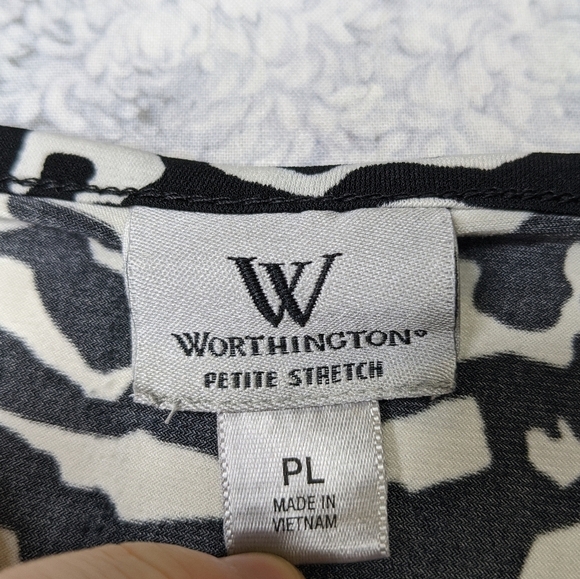 W
WORTHINGTON®
PETITE STRETCH
PL
MADE IN
VIETNAM